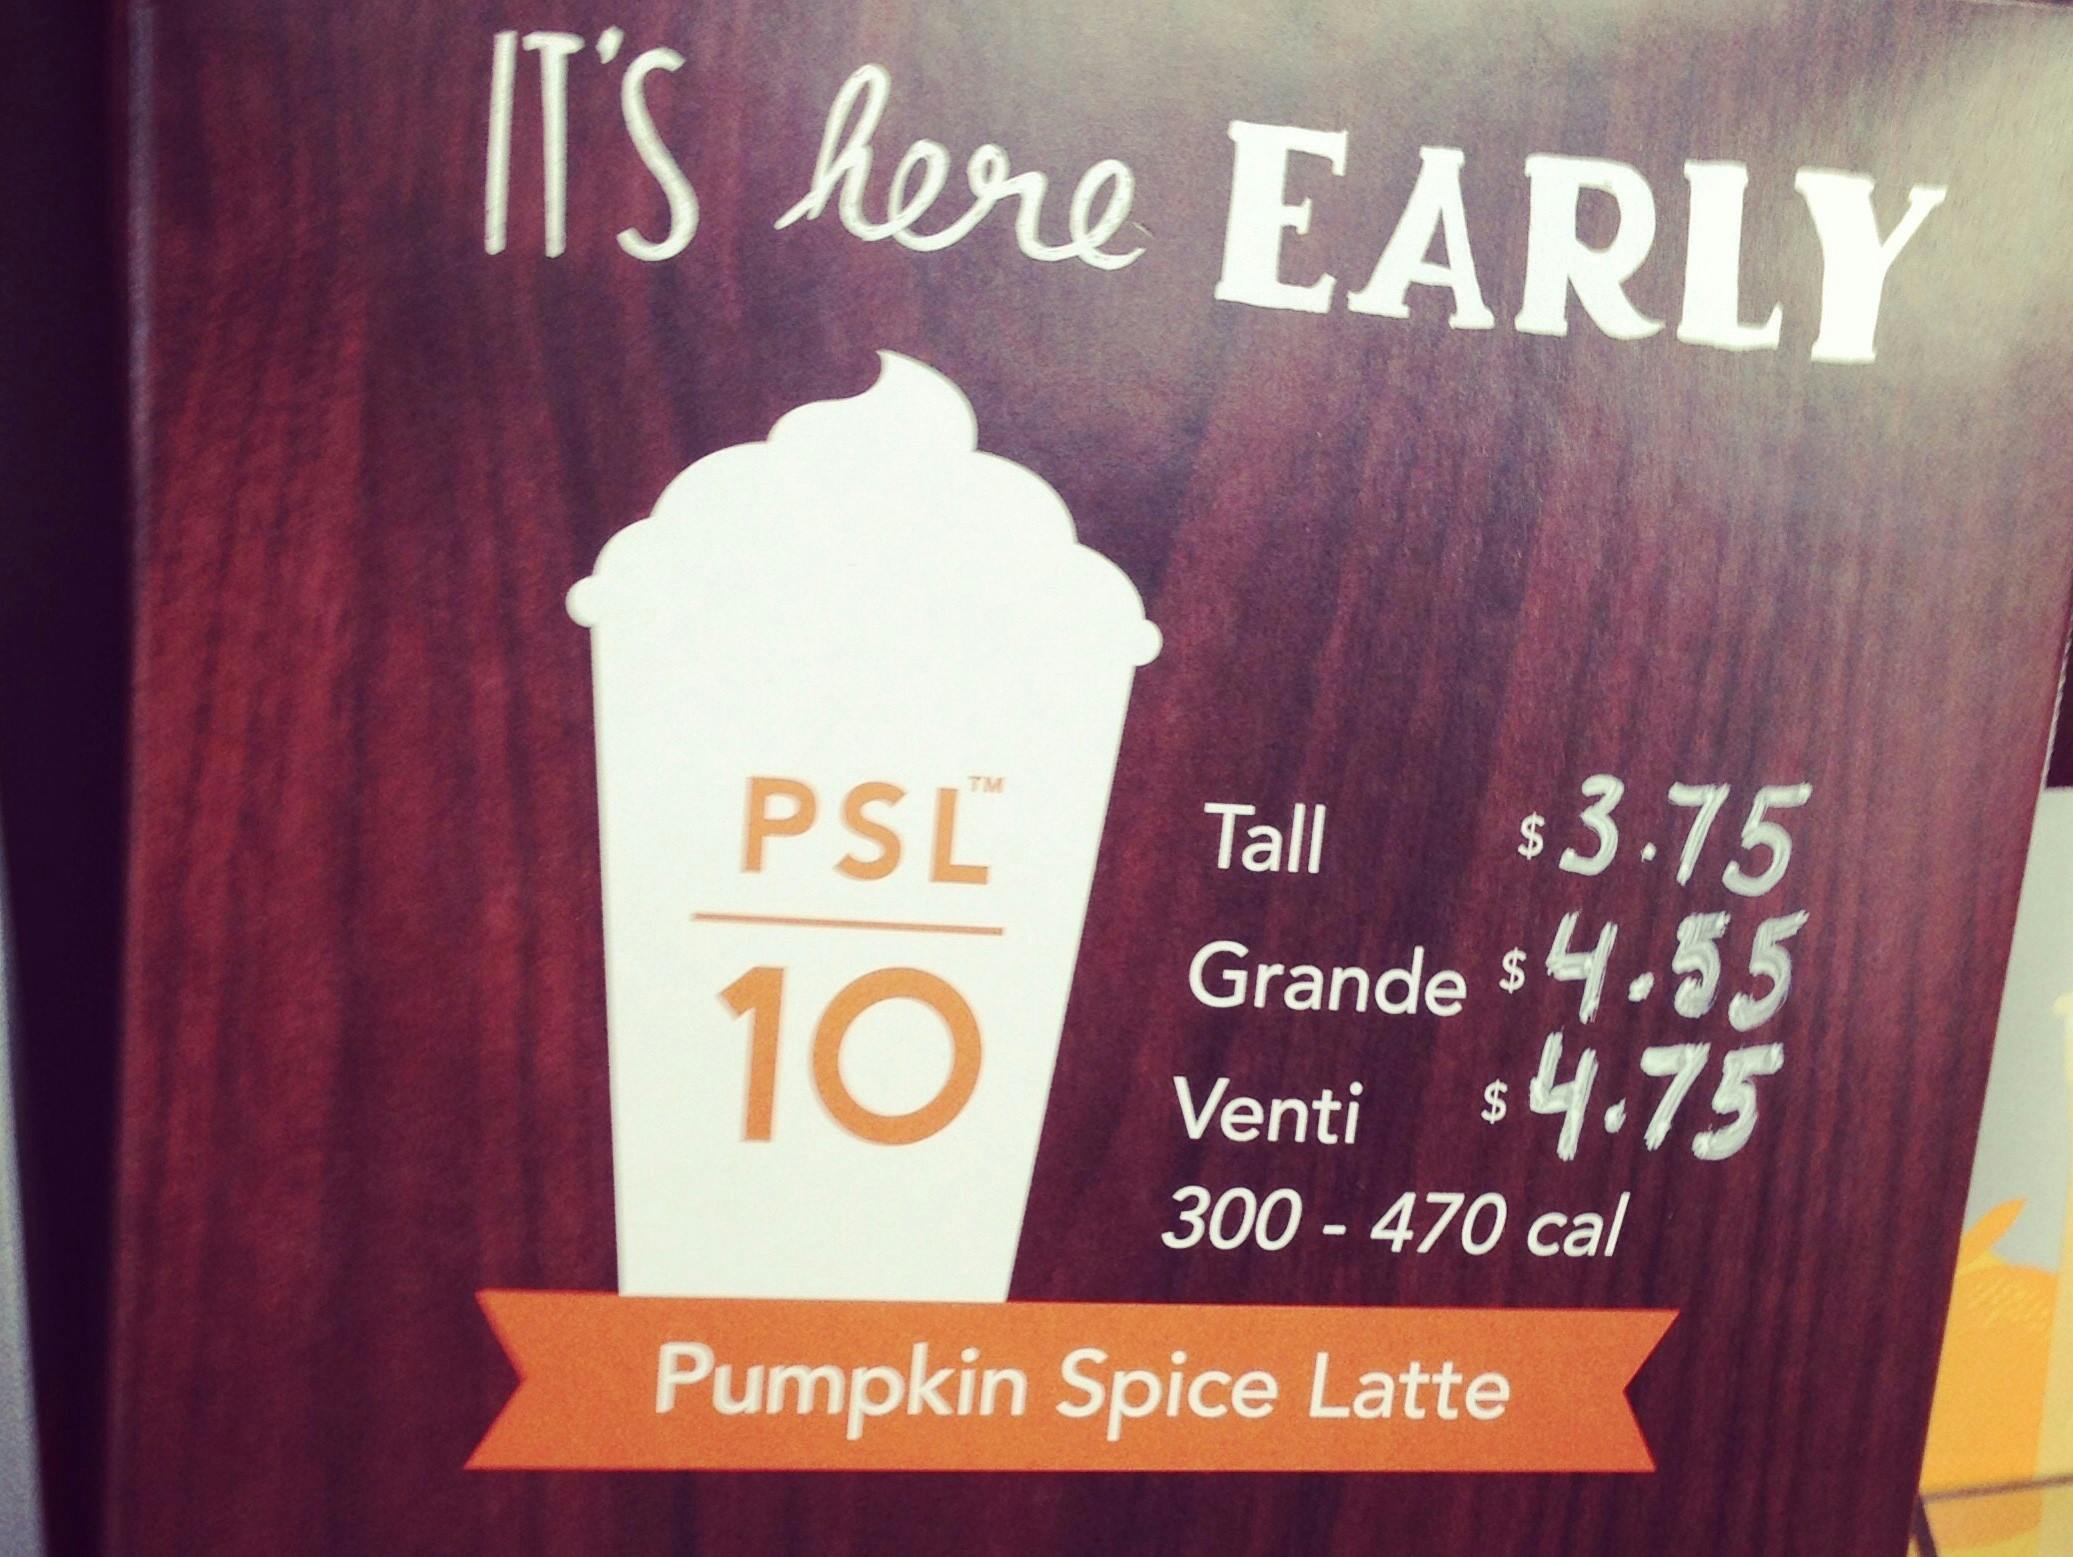 IT'S here EARLY
PSL™
10
Tall $3.75
Grande $4.55
Venti $4.75
300 - 470 cal
Pumpkin Spice Latte